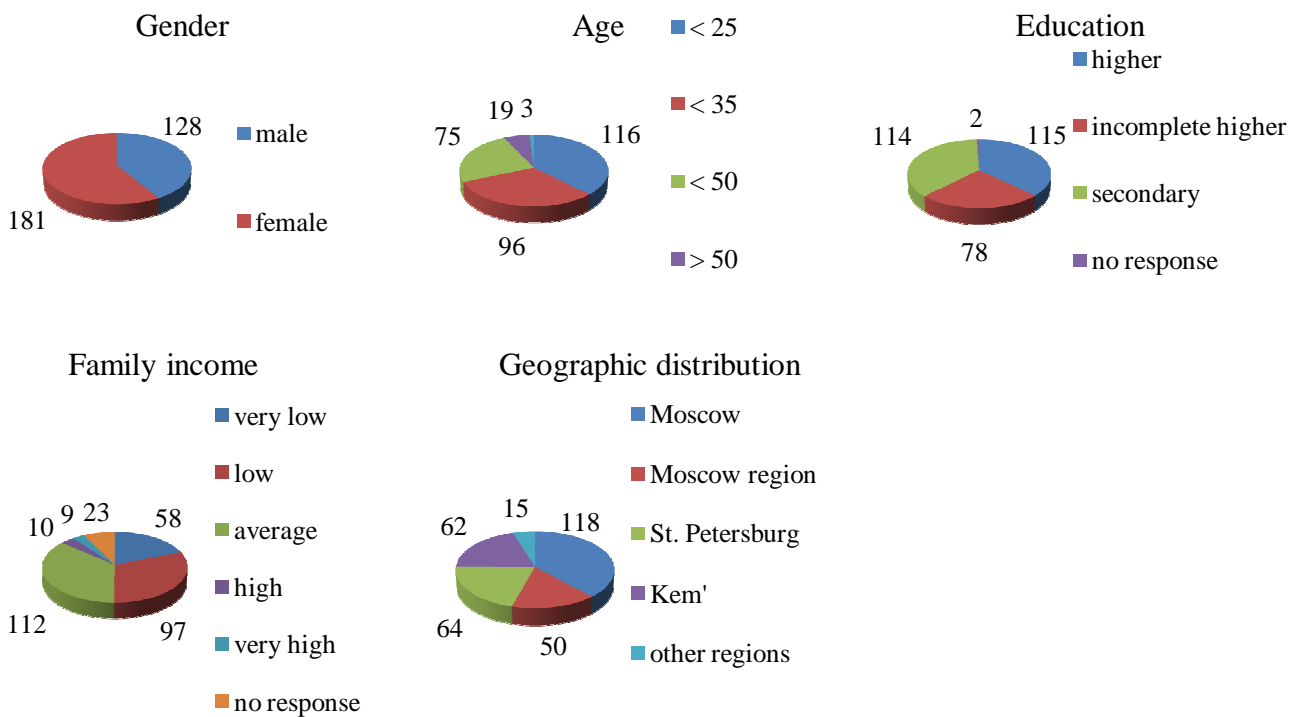 Gender
128
181
male
female
Age
19 3
75
116
96
< 25
< 35
< 50
> 50
Education
2
114
115
78
higher
incomplete higher
secondary
no response
Family income
10 9 23 58
112
97
very low
low
average
high
very high
no response
Geographic distribution
15
62
118
64
50
Moscow
Moscow region
St. Petersburg
Kem'
other regions